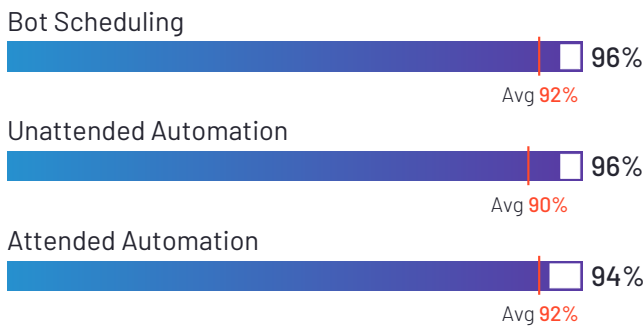 Bot Scheduling
96%
Avg 92%
Unattended Automation
96%
Avg 90%
Attended Automation
94%
Avg 92%